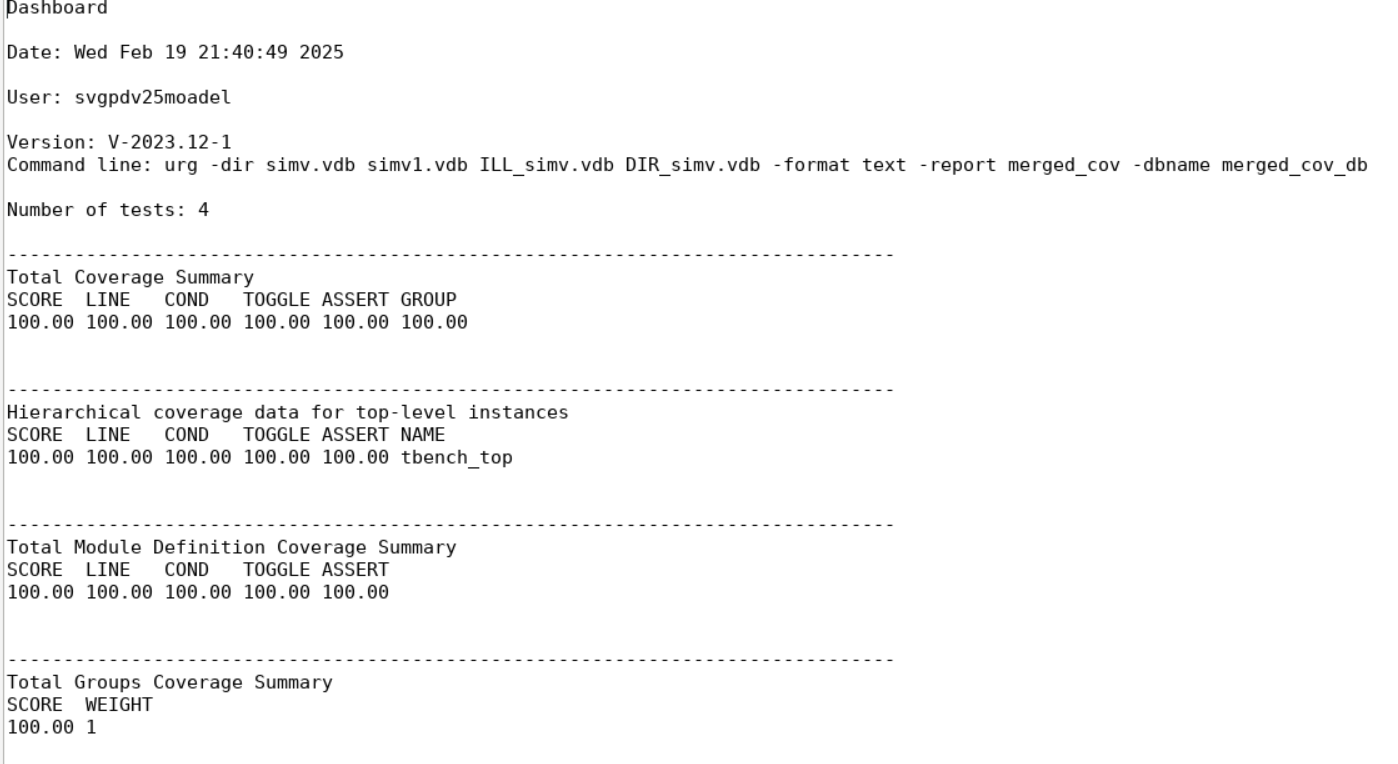 Dashboard
Date: Wed Feb 19 21:40:49 2025
User: svgpdv25moadel
Version: V-2023.12-1
Command line: urg -dir simv.vdb simv1.vdb ILL_simv.vdb DIR_simv.vdb -format text -report merged_cov -dbname merged_cov_db
Number of tests: 4
-------------------------------------------------------------------------------
Total Coverage Summary
SCORE  LINE   COND   TOGGLE ASSERT GROUP
100.00 100.00 100.00 100.00 100.00 100.00
-------------------------------------------------------------------------------
Hierarchical coverage data for top-level instances
SCORE  LINE   COND   TOGGLE ASSERT NAME
100.00 100.00 100.00 100.00 100.00 tbench_top
-------------------------------------------------------------------------------
Total Module Definition Coverage Summary
SCORE  LINE   COND   TOGGLE ASSERT
100.00 100.00 100.00 100.00 100.00
-------------------------------------------------------------------------------
Total Groups Coverage Summary
SCORE  WEIGHT
100.00 1